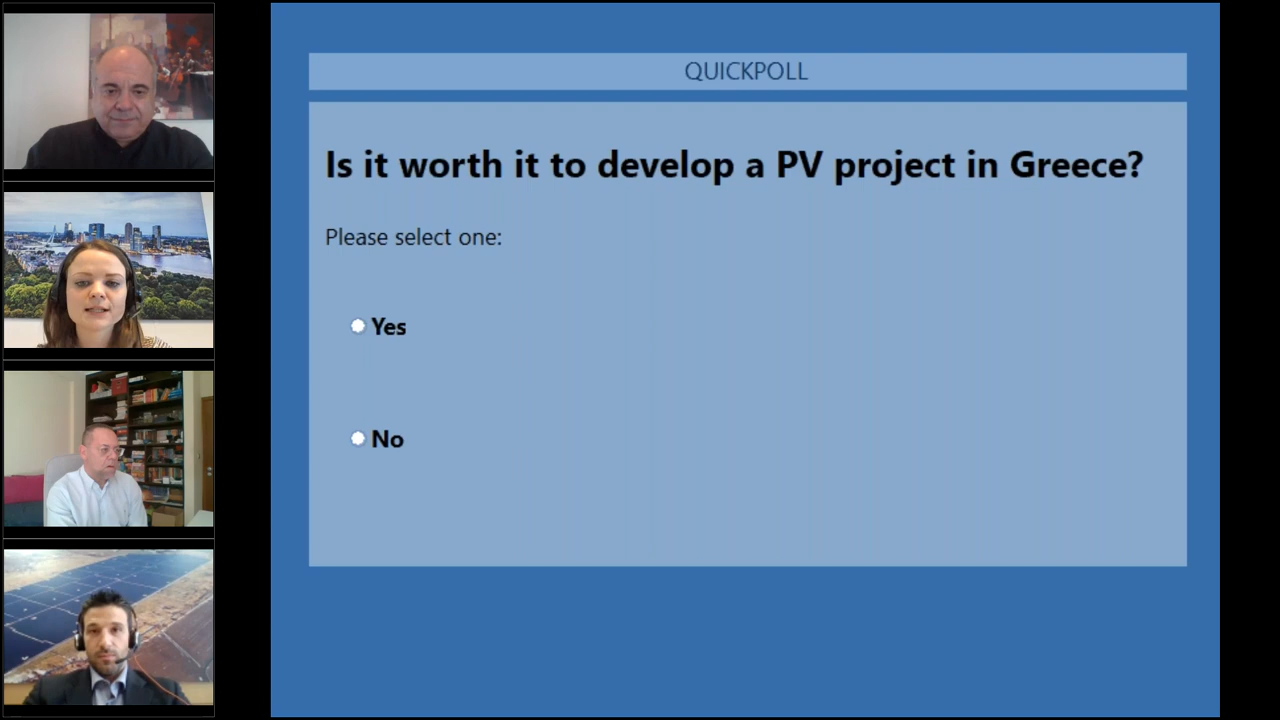 QUICKPOLL
Is it worth it to develop a PV project in Greece?
Please select one:
Yes
No